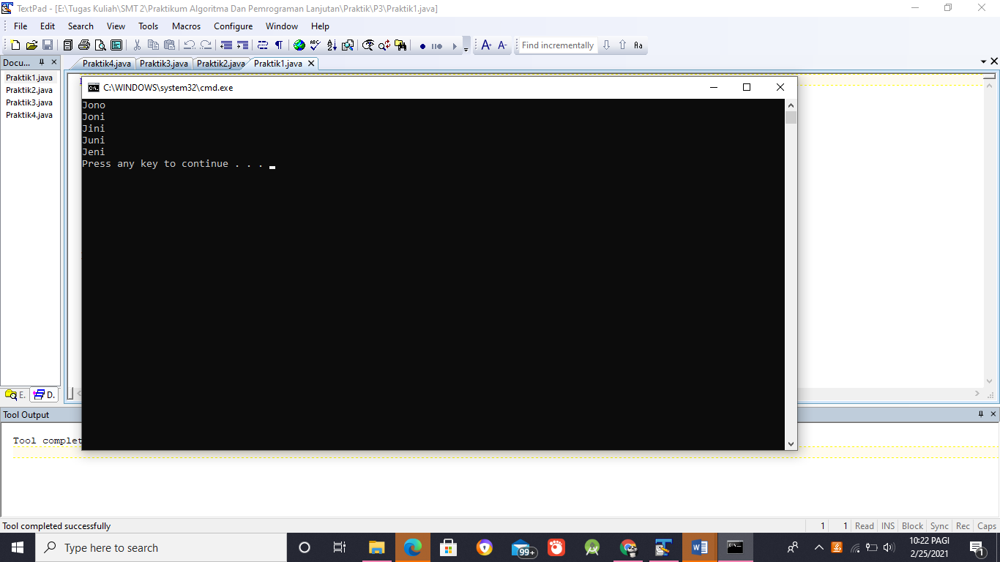 TextPad - [E:\Tugas Kuliah\SMT 2\Praktikum Algoritma Dan Pemrograman Lanjutan\Praktik\P3\Praktik1.java]
File Edit Search View Tools Macros Configure Window Help
Find incrementally
Docu...
Praktik4.java Praktik3.java Praktik2.java Praktik1.java
Praktik1.java
Praktik2.java
Praktik3.java
Praktik4.java
C:\WINDOWS\system32\cmd.exe
Jono
Joni
Jini
Juni
Jeni
Press any key to continue . . .
E. D.
Tool Output
Tool complet
Tool completed successfully 1 1 Read INS Block Sync Rec Caps
Type here to search
99+
10:22 PAGI
2/25/2021
1